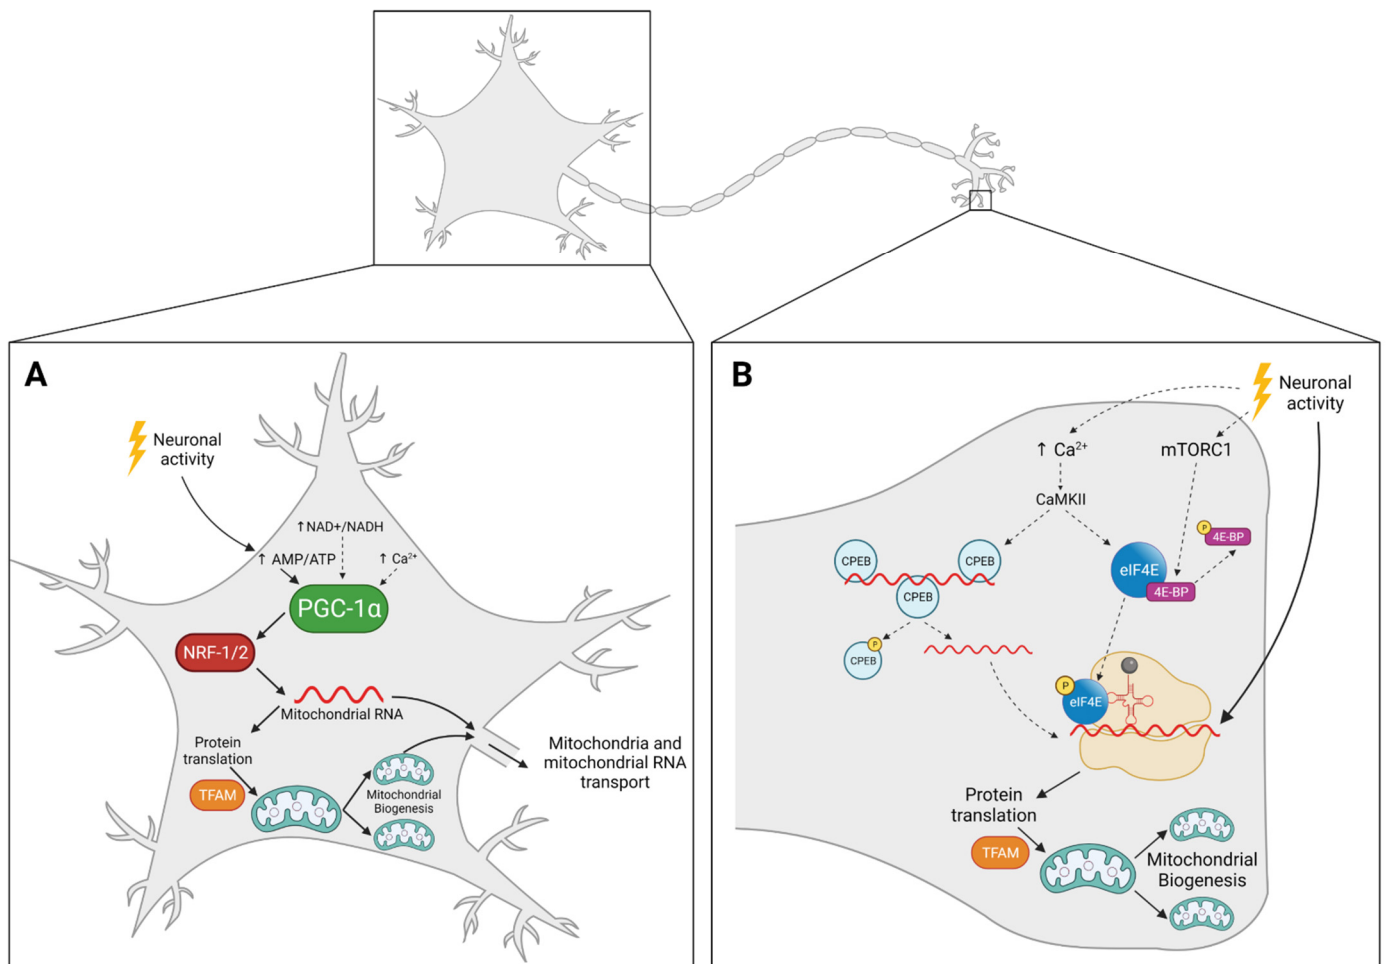 A
Neuronal
activity
↑NAD+/NADH
↑ AMP/ATP
↑ Ca²⁺
PGC-1α
NRF-1/2
Mitochondrial RNA
Protein
translation
TFAM
Mitochondrial
Biogenesis
Mitochondria and
mitochondrial RNA
transport
B
Neuronal
activity
↑ Ca²⁺
mTORC1
CaMKII
CPEB
CPEB
CPEB
P
CPEB
eIF4E
4E-BP
P
4E-BP
P
eIF4E
Protein
translation
TFAM
Mitochondrial
Biogenesis